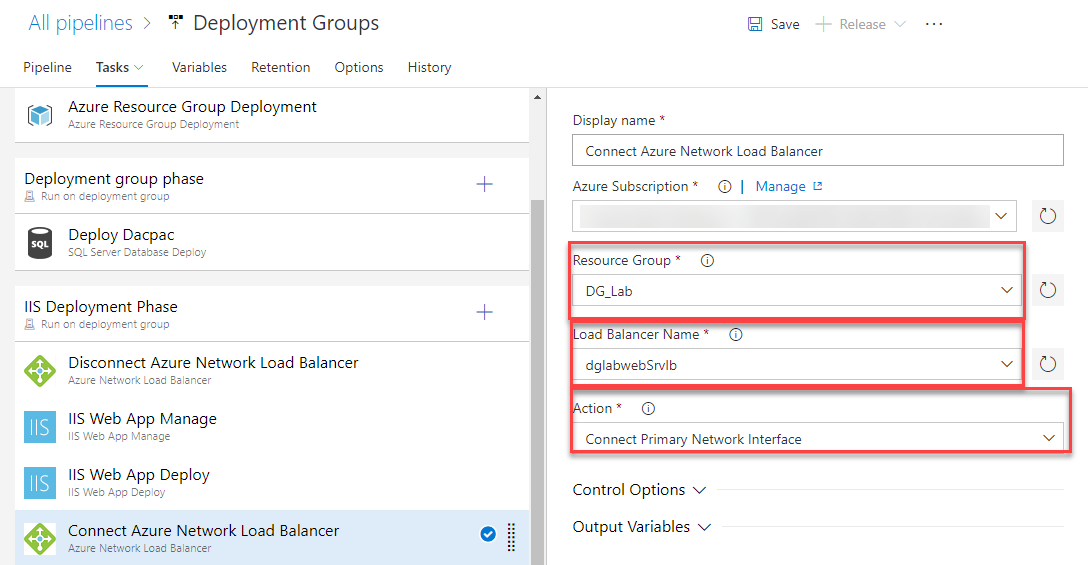 All pipelines > Deployment Groups
Save
Release
...
Pipeline Tasks Variables Retention Options History
Azure Resource Group Deployment
Azure Resource Group Deployment
Deployment group phase
Run on deployment group
SQL
Deploy Dacpac
SQL Server Database Deploy
IIS Deployment Phase
Run on deployment group
Disconnect Azure Network Load Balancer
Azure Network Load Balancer
IIS
IIS Web App Manage
IIS Web App Manage
IIS
IIS Web App Deploy
IIS Web App Deploy
Connect Azure Network Load Balancer
Azure Network Load Balancer
Display name *
Connect Azure Network Load Balancer
Azure Subscription * | Manage
Resource Group *
DG_Lab
Load Balancer Name *
dglabwebSrvlb
Action *
Connect Primary Network Interface
Control Options
Output Variables